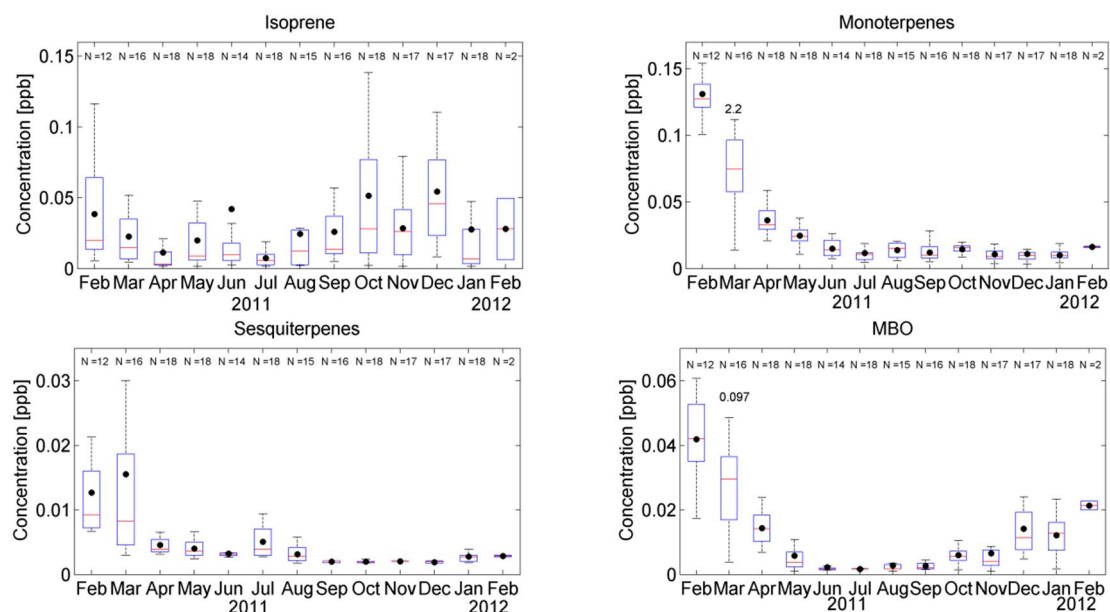 Isoprene
Concentration [ppb]
0.15
0.1
0.05
0
N =12 N =16 N =18 N =18 N =14 N =18 N =15 N =16 N =18 N =17 N =17 N =18 N =2
Feb Mar Apr May Jun Jul Aug Sep Oct Nov Dec Jan Feb
2011 2012
Monoterpenes
Concentration [ppb]
0.15
0.1
0.05
0
N =12 N =16 N =18 N =18 N =14 N =18 N =15 N =16 N =18 N =17 N =17 N =18 N =2
2.2
Feb Mar Apr May Jun Jul Aug Sep Oct Nov Dec Jan Feb
2011 2012
Sesquiterpenes
Concentration [ppb]
0.03
0.02
0.01
0
N =12 N =16 N =18 N =18 N =14 N =18 N =15 N =16 N =18 N =17 N =17 N =18 N =2
Feb Mar Apr May Jun Jul Aug Sep Oct Nov Dec Jan Feb
2011 2012
MBO
Concentration [ppb]
0.06
0.04
0.02
0
N =12 N =16 N =18 N =18 N =14 N =18 N =15 N =16 N =18 N =17 N =17 N =18 N =2
0.097
Feb Mar Apr May Jun Jul Aug Sep Oct Nov Dec Jan Feb
2011 2012